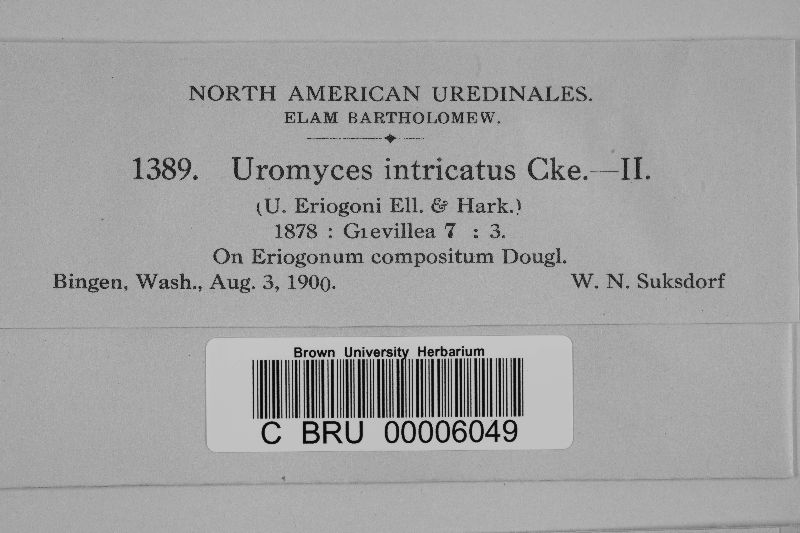 NORTH AMERICAN UREDINALES.
ELAM BARTHOLOMEW.
1389. Uromyces intricatus Cke.—II.
(U. Eriogoni Ell. & Hark.)
1878 : Grevillea 7 : 3.
On Eriogonum compositum Dougl.
Bingen, Wash., Aug. 3, 1900. W. N. Suksdorf
Brown University Herbarium
C BRU 00006049